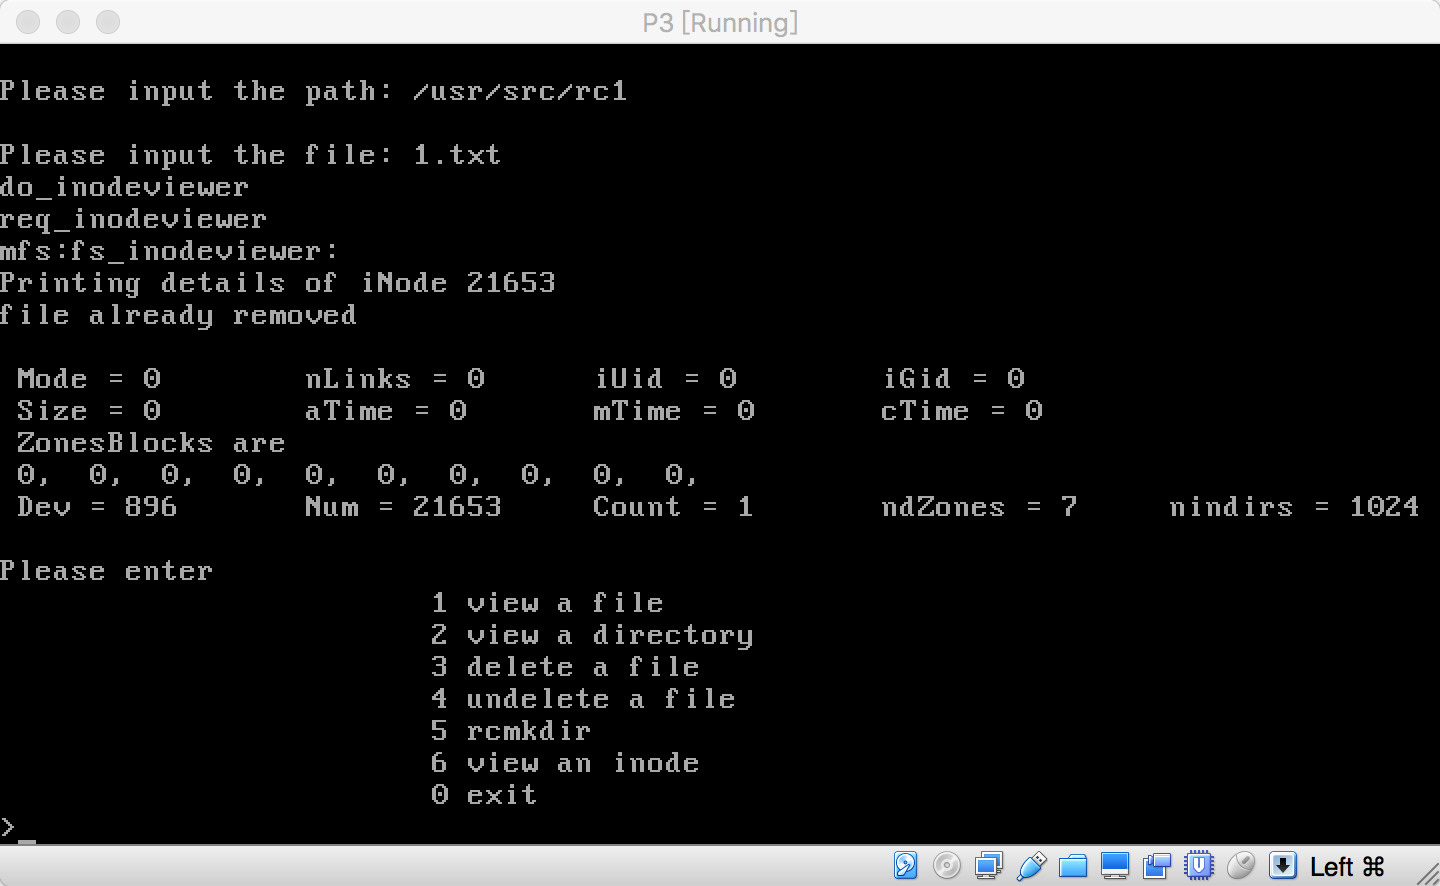 P3 [Running]
Please input the path: /usr/src/rc1
Please input the file: 1.txt
do_inodeviewer
req_inodeviewer
mfs:fs_inodeviewer:
Printing details of iNode 21653
file already removed
Mode = 0 nLinks = 0 iUid = 0 iGid = 0
Size = 0 aTime = 0 mTime = 0 cTime = 0
ZonesBlocks are
0, 0, 0, 0, 0, 0, 0, 0, 0, 0,
Dev = 896 Num = 21653 Count = 1 ndZones = 7 nindirs = 1024
Please enter
1 view a file
2 view a directory
3 delete a file
4 undelete a file
5 rcmkdir
6 view an inode
0 exit
>_
Left ⌘